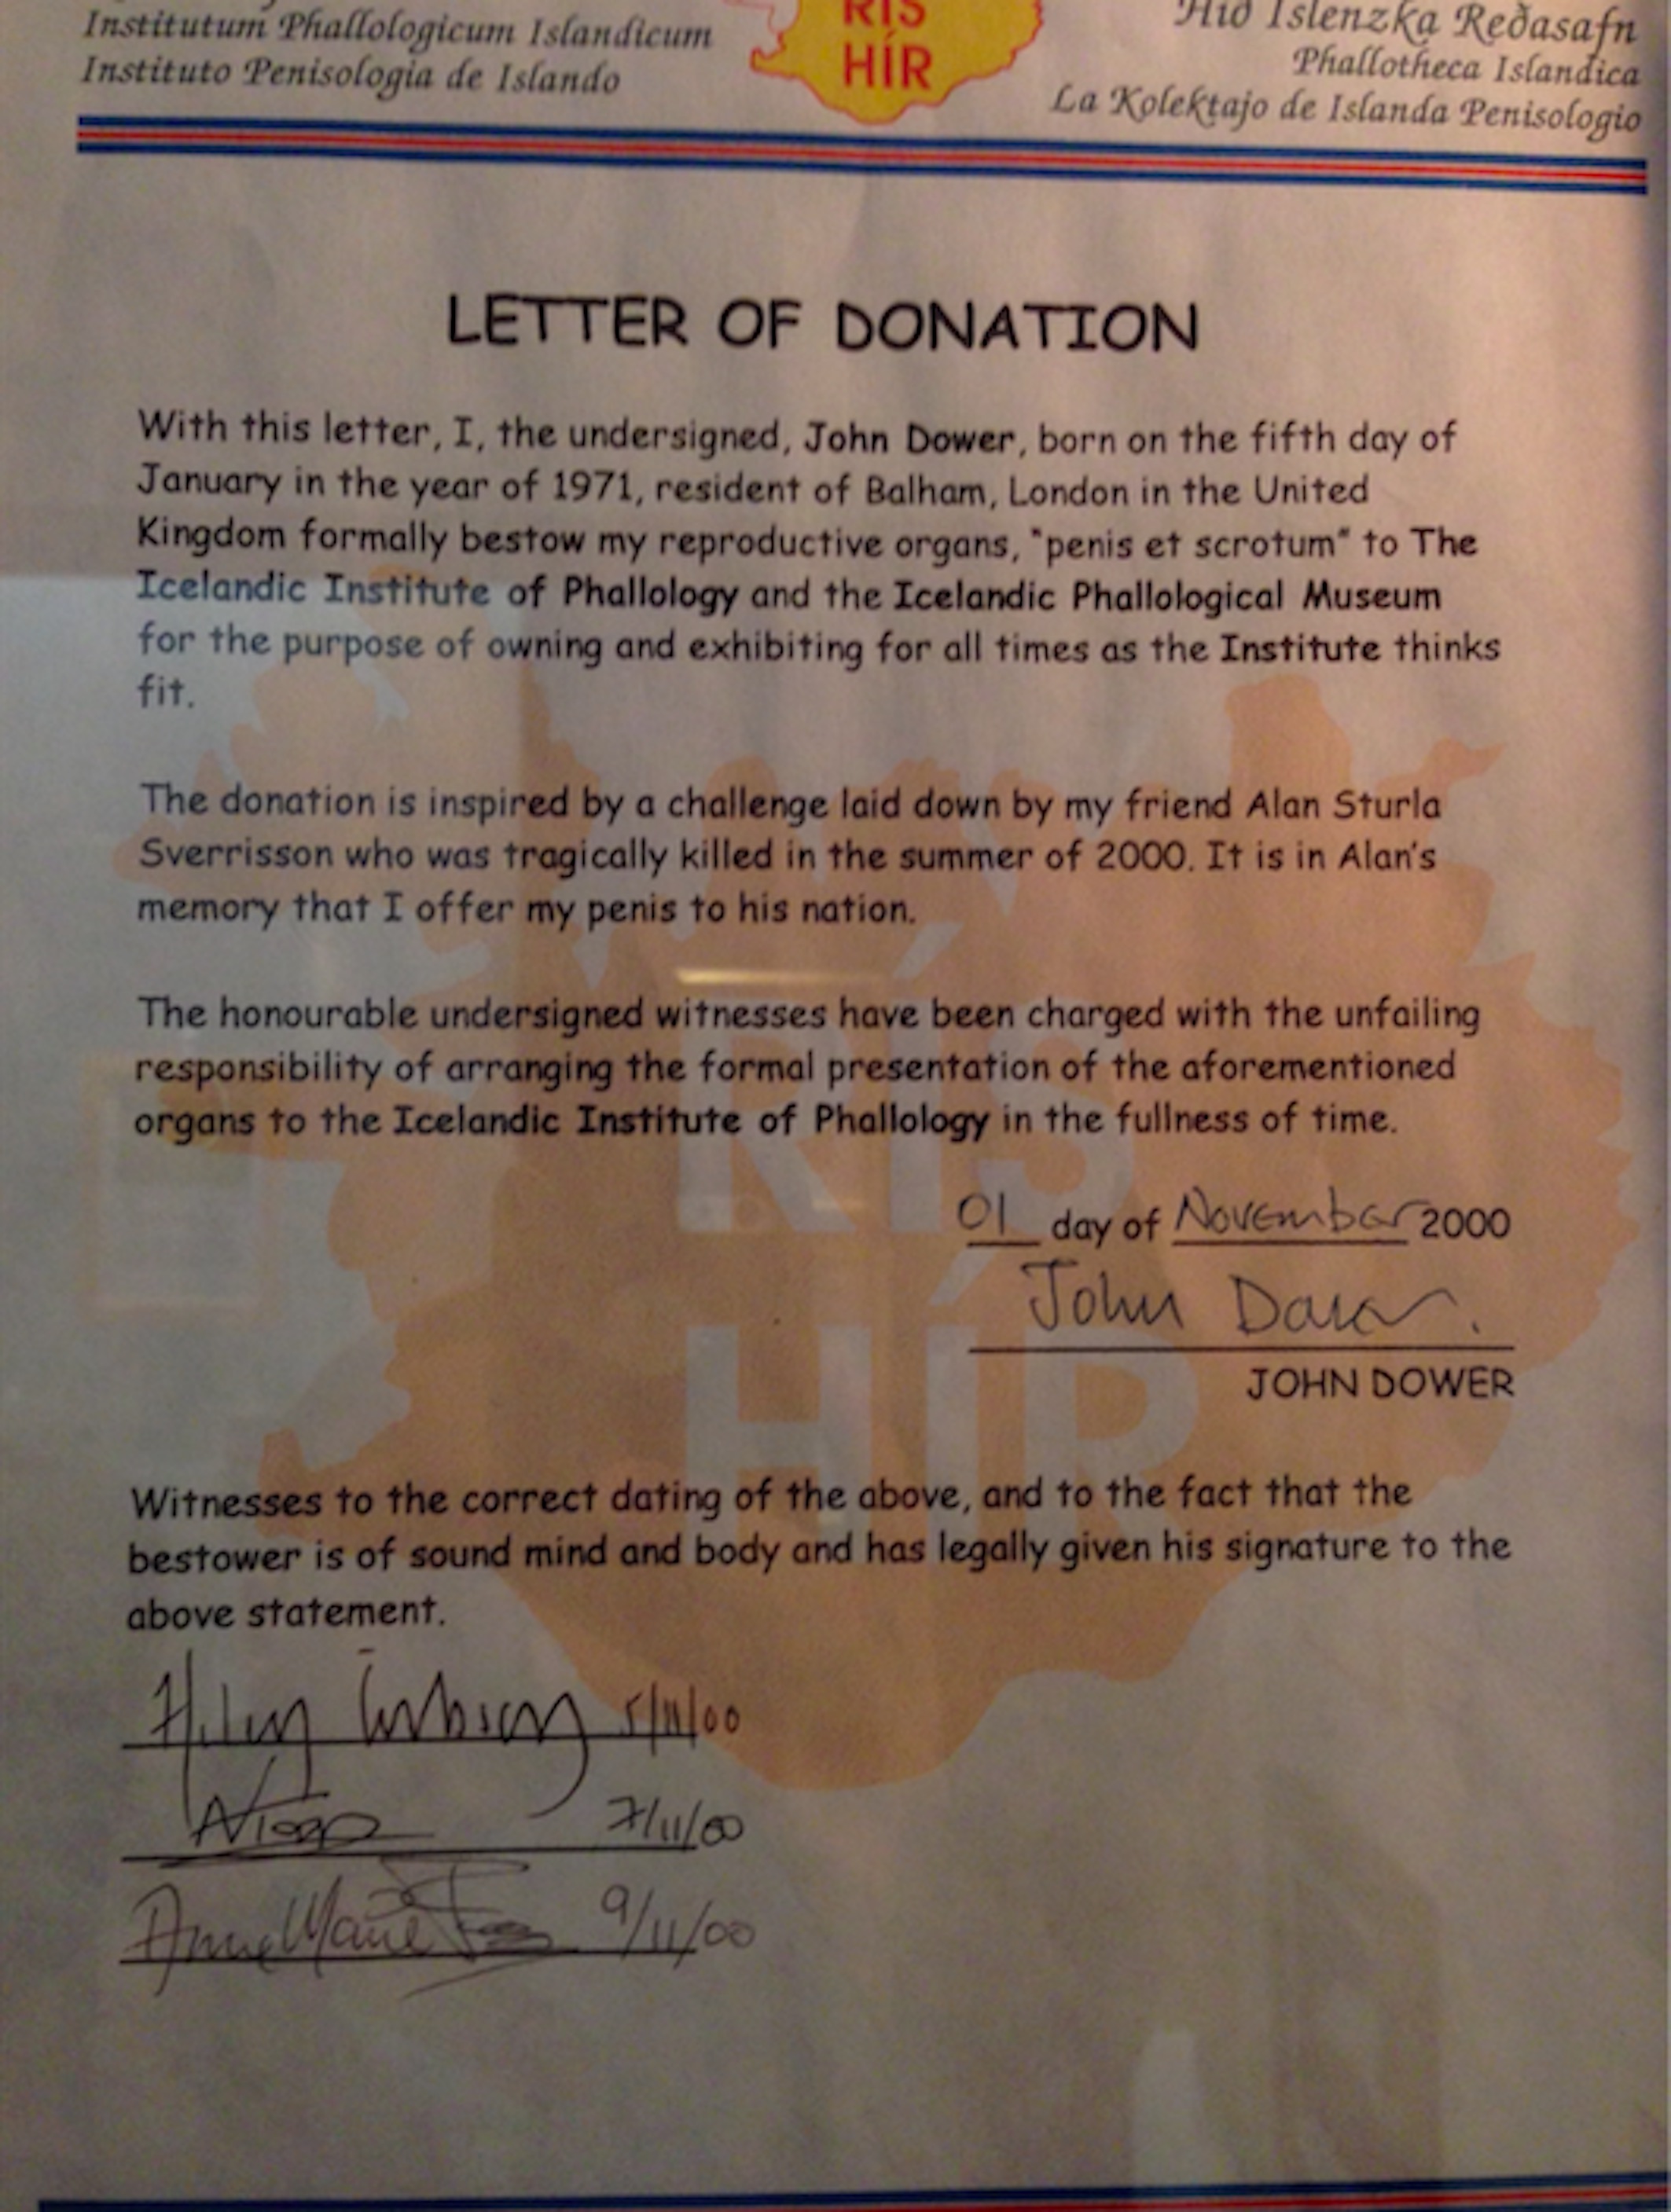 Institutum Phallologicum Islandicum
Instituto Penisologia de Islando
RIS
HÍR
Hið Íslenzka Reðasafn
Phallotheca Islandica
La Kolektajo de Islanda Penisologio
LETTER OF DONATION
With this letter, I, the undersigned, John Dower, born on the fifth day of
January in the year of 1971, resident of Balham, London in the United
Kingdom formally bestow my reproductive organs, "penis et scrotum" to The
Icelandic Institute of Phallology and the Icelandic Phallological Museum
for the purpose of owning and exhibiting for all times as the Institute thinks
fit.
The donation is inspired by a challenge laid down by my friend Alan Sturla
Sverrisson who was tragically killed in the summer of 2000. It is in Alan's
memory that I offer my penis to his nation.
The honourable undersigned witnesses have been charged with the unfailing
responsibility of arranging the formal presentation of the aforementioned
organs to the Icelandic Institute of Phallology in the fullness of time.
RÍS
HÍR
01 day of November 2000
John Dower
JOHN DOWER
Witnesses to the correct dating of the above, and to the fact that the
bestower is of sound mind and body and has legally given his signature to the
above statement.
5/11/00
7/11/00
Anne Marie 9/11/00